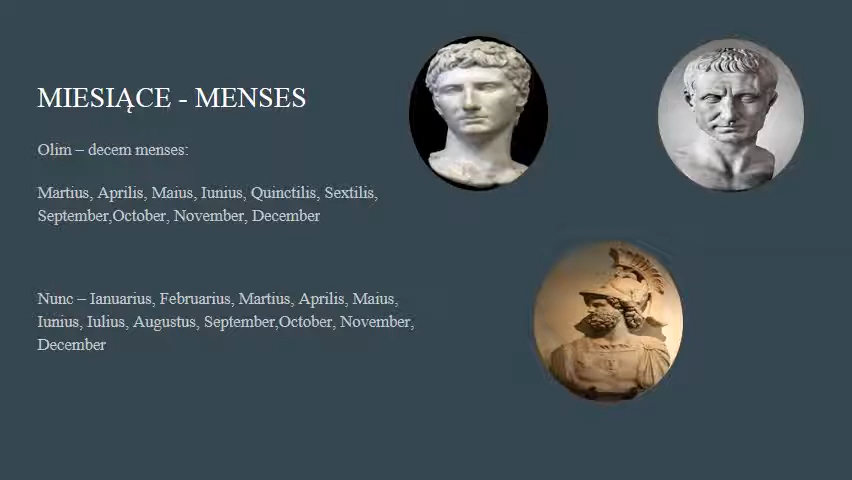 MIESIĄCE - MENSES
Olim – decem menses:
Martius, Aprilis, Maius, Iunius, Quinctilis, Sextilis,
September,October, November, December
Nunc – Ianuarius, Februarius, Martius, Aprilis, Maius,
Iunius, Iulius, Augustus, September,October, November,
December